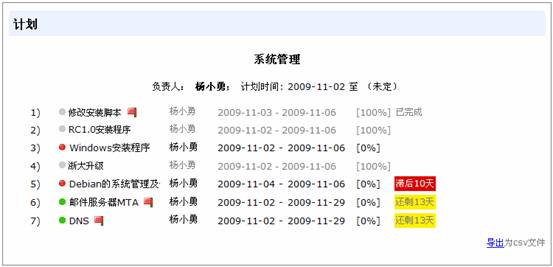 计划
系统管理
负责人： 杨小勇； 计划时间: 2009-11-02 至 （未定）
1) 修改安装脚本 杨小勇 2009-11-03 - 2009-11-06 [100%] 已完成
2) RC1.0安装程序 杨小勇 2009-11-02 - 2009-11-06 [100%]
3) Windows安装程序 杨小勇 2009-11-02 - 2009-11-06 [0%]
4) 浙大升级 杨小勇 2009-11-02 - 2009-11-06 [100%]
5) Debian的系统管理及 杨小勇 2009-11-04 - 2009-11-06 [0%] 滞后10天
6) 邮件服务器MTA 杨小勇 2009-11-02 - 2009-11-29 [0%] 还剩13天
7) DNS 杨小勇 2009-11-02 - 2009-11-29 [0%] 还剩13天
导出为csv文件